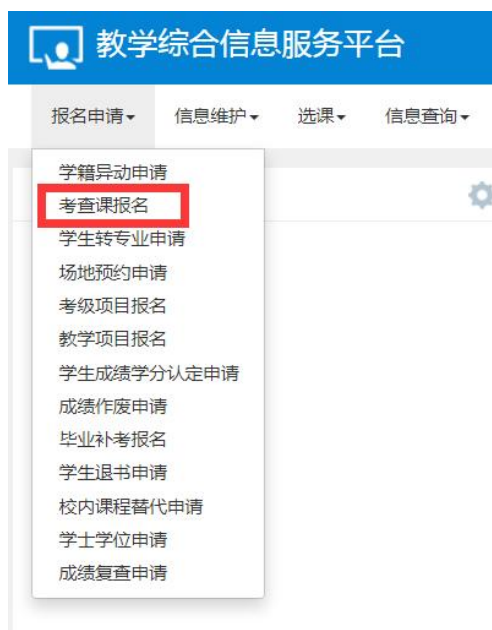 教学综合信息服务平台
报名申请 信息维护 选课 信息查询
学籍异动申请
考查课报名
学生转专业申请
场地预约申请
考级项目报名
教学项目报名
学生成绩学分认定申请
成绩作废申请
毕业补考报名
学生退书申请
校内课程替代申请
学士学位申请
成绩复查申请